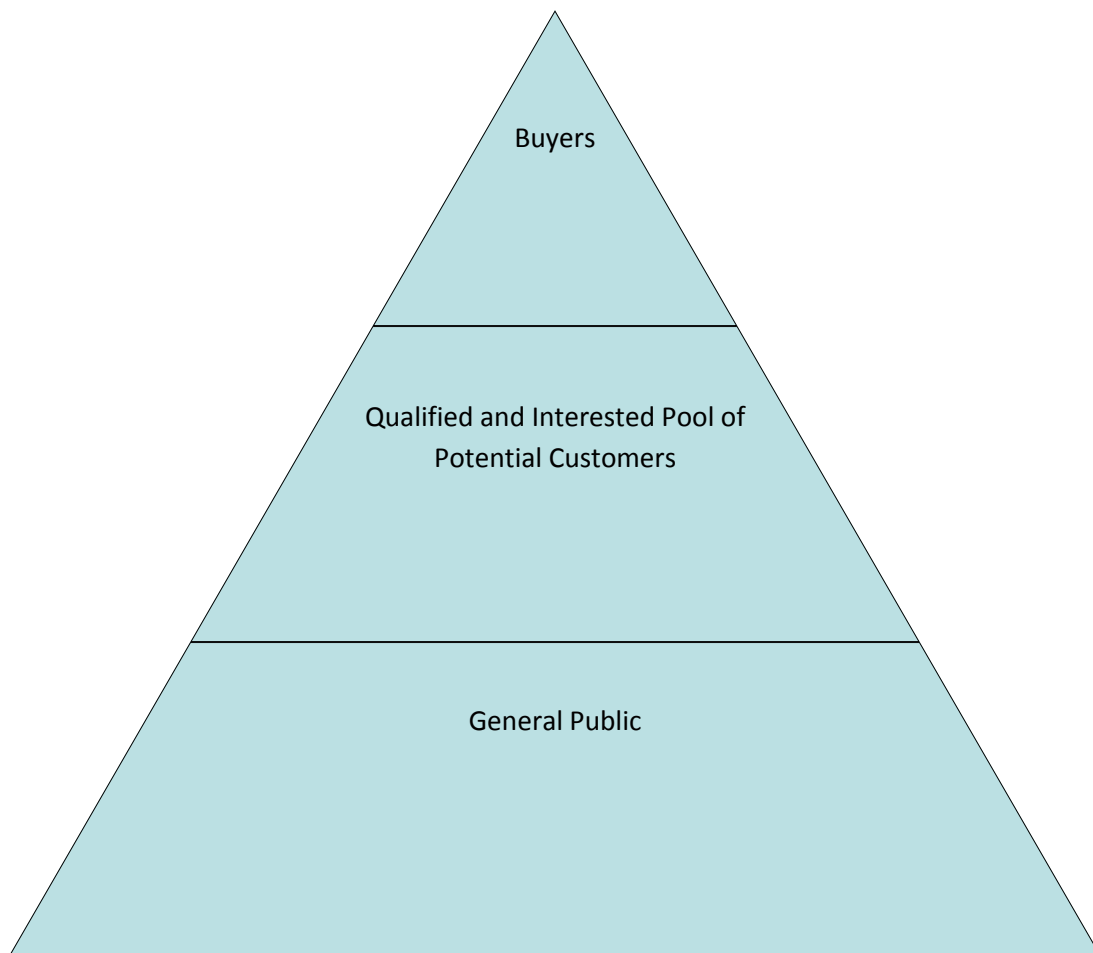 Buyers
Qualified and Interested Pool of
Potential Customers
General Public